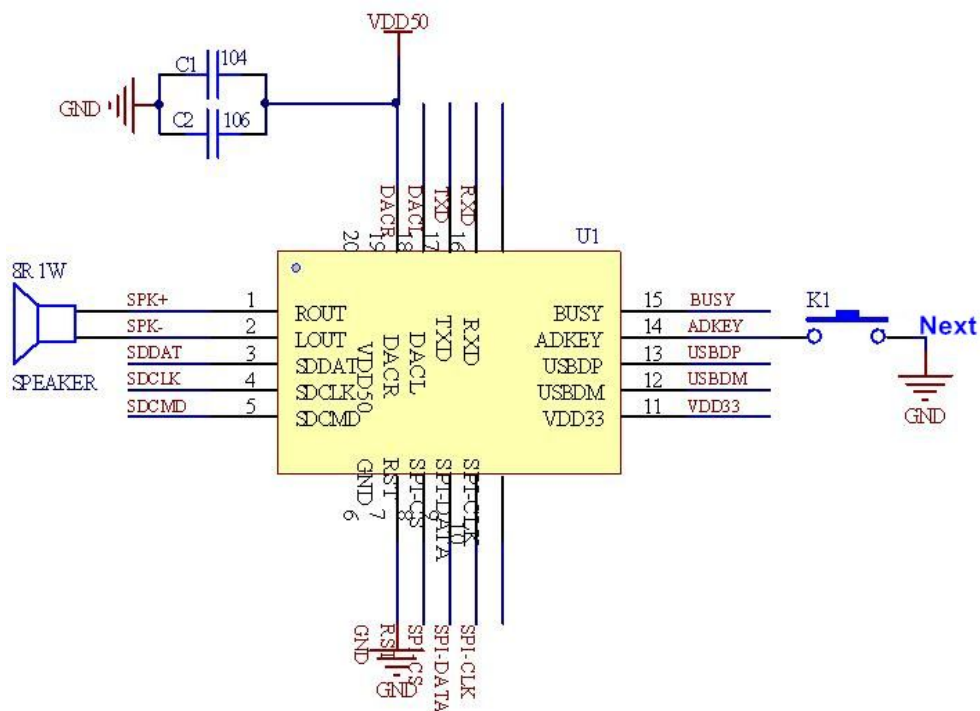 VDD50
C1 104
GND
C2 106
DACR
DACL
TXD
RXD
20
19
18
17
16
U1
8R 1W
SPEAKER
SPK+ 1 ROUT
SPK- 2 LOUT
SDDAT 3 SDDAT
SDCLK 4 SDCLK
SDCMD 5 SDCMD
VDD50
DACR
DACL
TXD
RXD
BUSY 15 BUSY
ADKEY 14 ADKEY
USBDP 13 USBDP
USBDM 12 USBDM
VDD33 11 VDD33
K1
Next
GND
GND
RST
SPI-CS
SPI-DATA
SPI-CLK
6
7
8
9
10
GND
RST
SPI-CS
SPI-DATA
SPI-CLK
GND